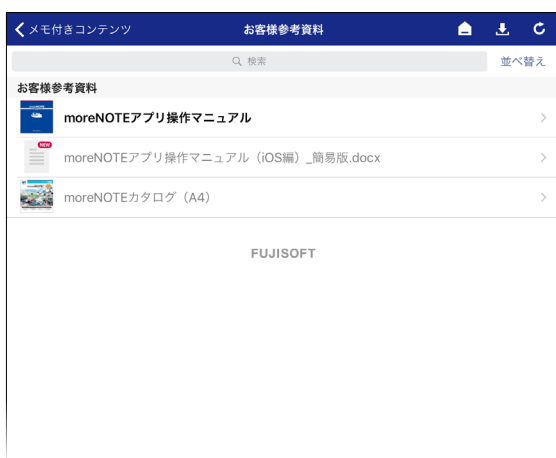 メモ付きコンテンツ
お客様参考資料
検索
並べ替え
お客様参考資料
moreNOTEアプリ操作マニュアル
NEW
moreNOTEアプリ操作マニュアル（iOS編）_簡易版.docx
moreNOTEカタログ（A4）
FUJISOFT